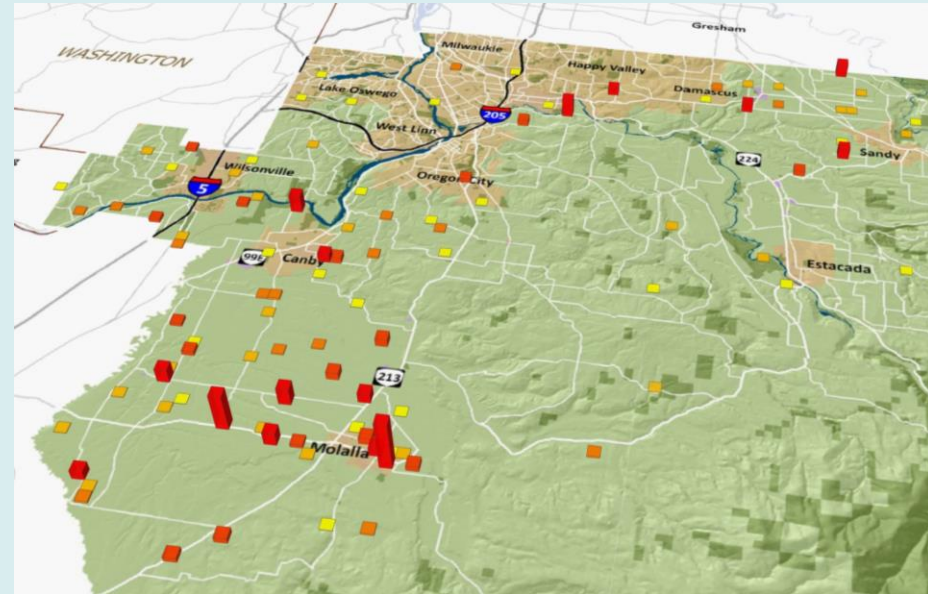 Gresham
WASHINGTON
Milwaukie
Happy Valley
Lake Oswego
Damascus
205
West Linn
224
Sandy
Wilsonville
5
Oregon City
Canby
Estacada
213
Molalla